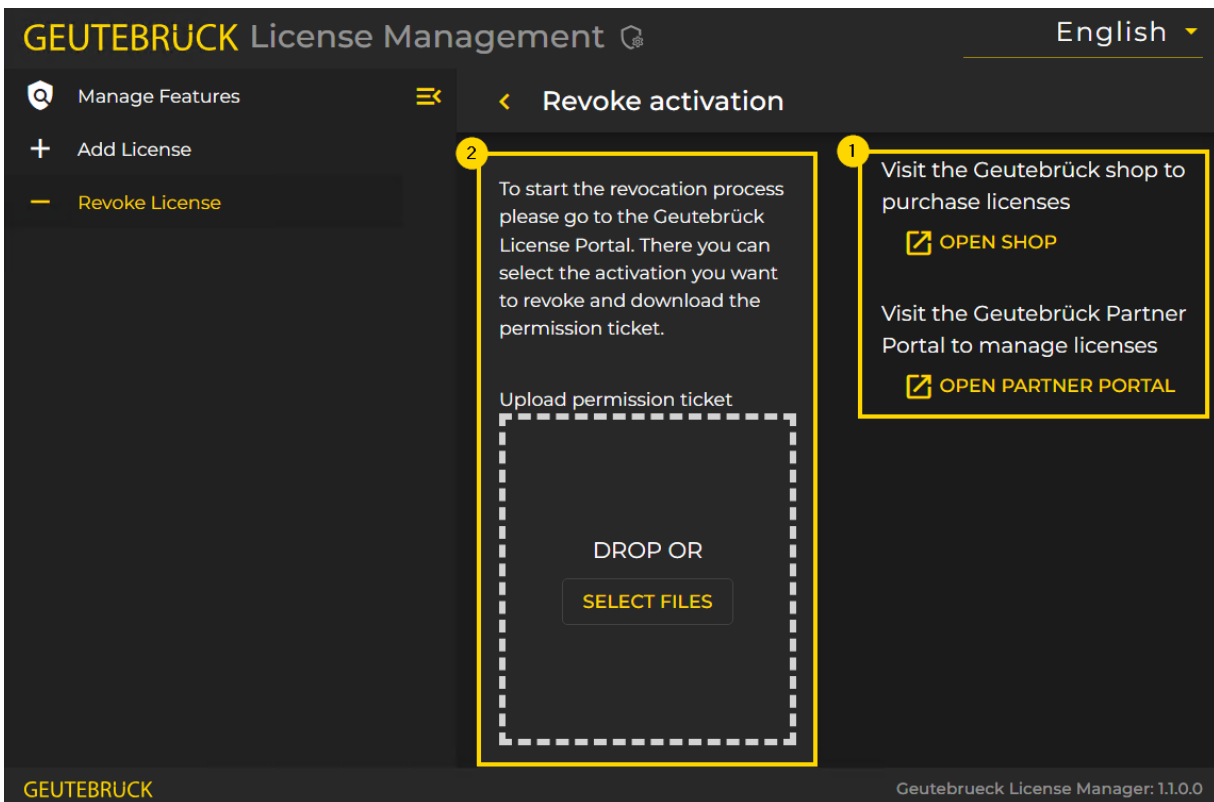 GEUTEBRÜCK License Management
English
Manage Features
Add License
Revoke License
Revoke activation
2
To start the revocation process
please go to the Geutebrück
License Portal. There you can
select the activation you want
to revoke and download the
permission ticket.
Upload permission ticket
DROP OR
SELECT FILES
1
Visit the Geutebrück shop to
purchase licenses
OPEN SHOP
Visit the Geutebrück Partner
Portal to manage licenses
OPEN PARTNER PORTAL
GEUTEBRUCK
Geutebrueck License Manager: 1.1.0.0